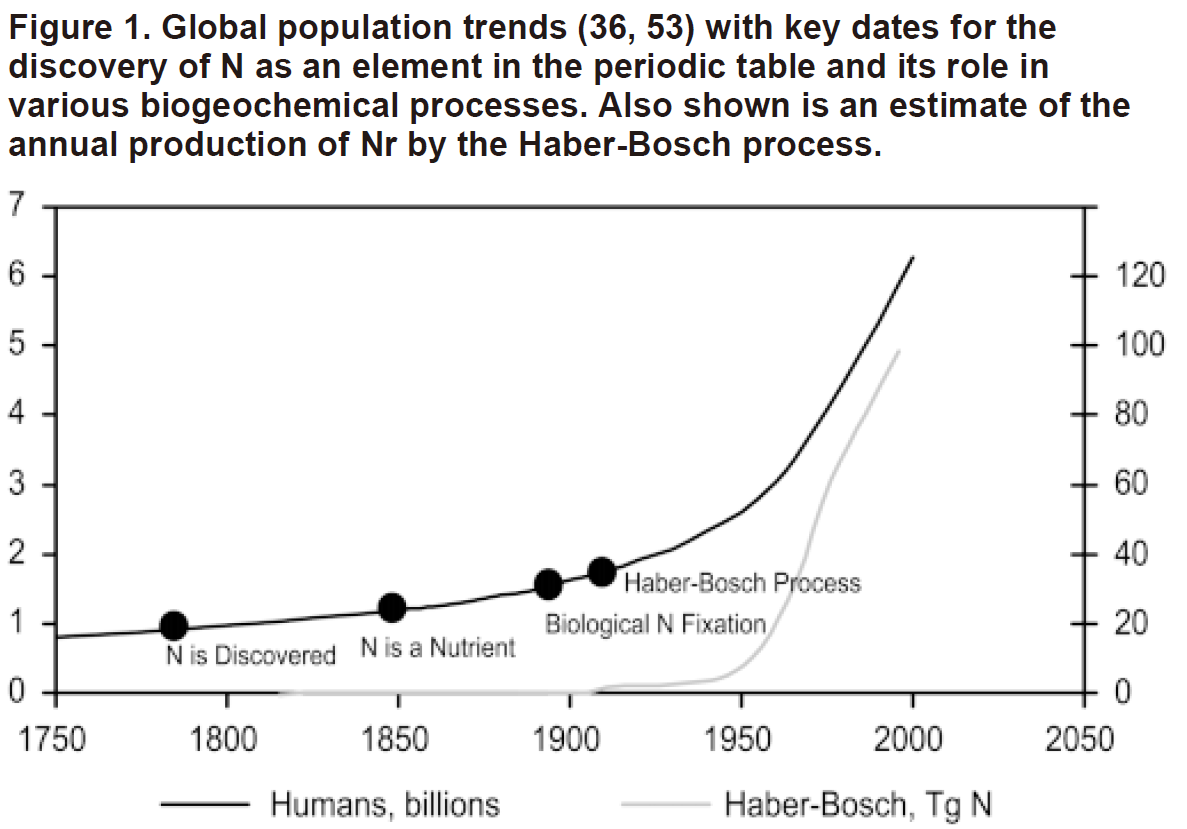 Figure 1. Global population trends (36, 53) with key dates for the
discovery of N as an element in the periodic table and its role in
various biogeochemical processes. Also shown is an estimate of the
annual production of Nr by the Haber-Bosch process.
7
6
120
5
100
4
80
3
60
2
40
Haber-Bosch Process
1
Biological N Fixation
20
N is Discovered
N is a Nutrient
0
0
1750 1800 1850 1900 1950 2000 2050
Humans, billions
Haber-Bosch, Tg N